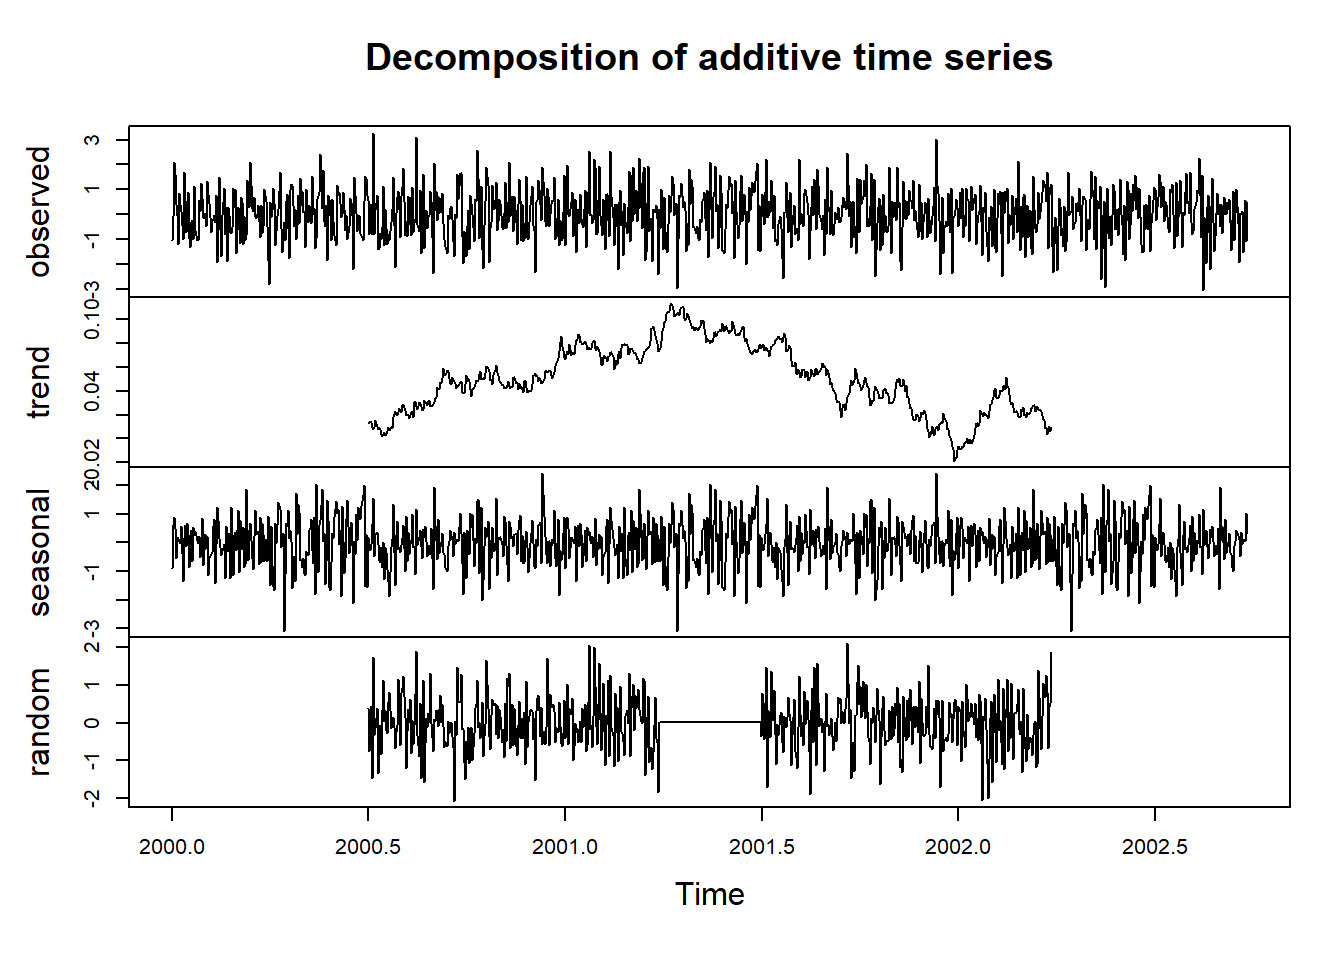 Decomposition of additive time series
observed
3
1
-1
-3
trend
0.10
0.04
0.02
seasonal
2
1
-1
-3
random
2
1
0
-1
-2
2000.0 2000.5 2001.0 2001.5 2002.0 2002.5
Time